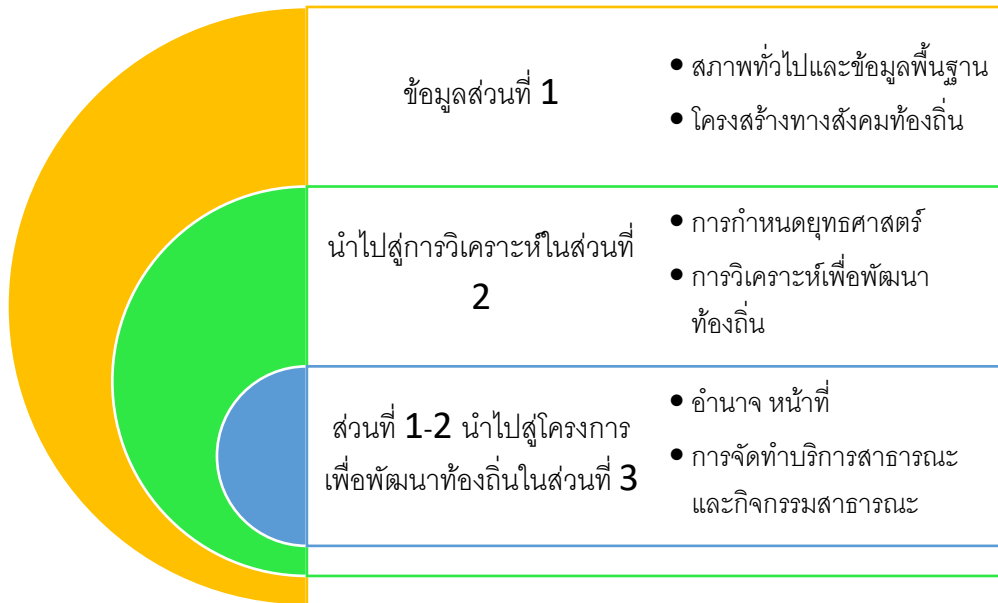 ข้อมูลส่วนที่ 1
• สภาพทั่วไปและข้อมูลพื้นฐาน
• โครงสร้างทางสังคมท้องถิ่น
นำไปสู่การวิเคราะห์ในส่วนที่
2
• การกำหนดยุทธศาสตร์
• การวิเคราะห์เพื่อพัฒนา
ท้องถิ่น
ส่วนที่ 1-2 นำไปสู่โครงการ
เพื่อพัฒนาท้องถิ่นในส่วนที่ 3
• อำนาจ หน้าที่
• การจัดทำบริการสาธารณะ
และกิจกรรมสาธารณะ